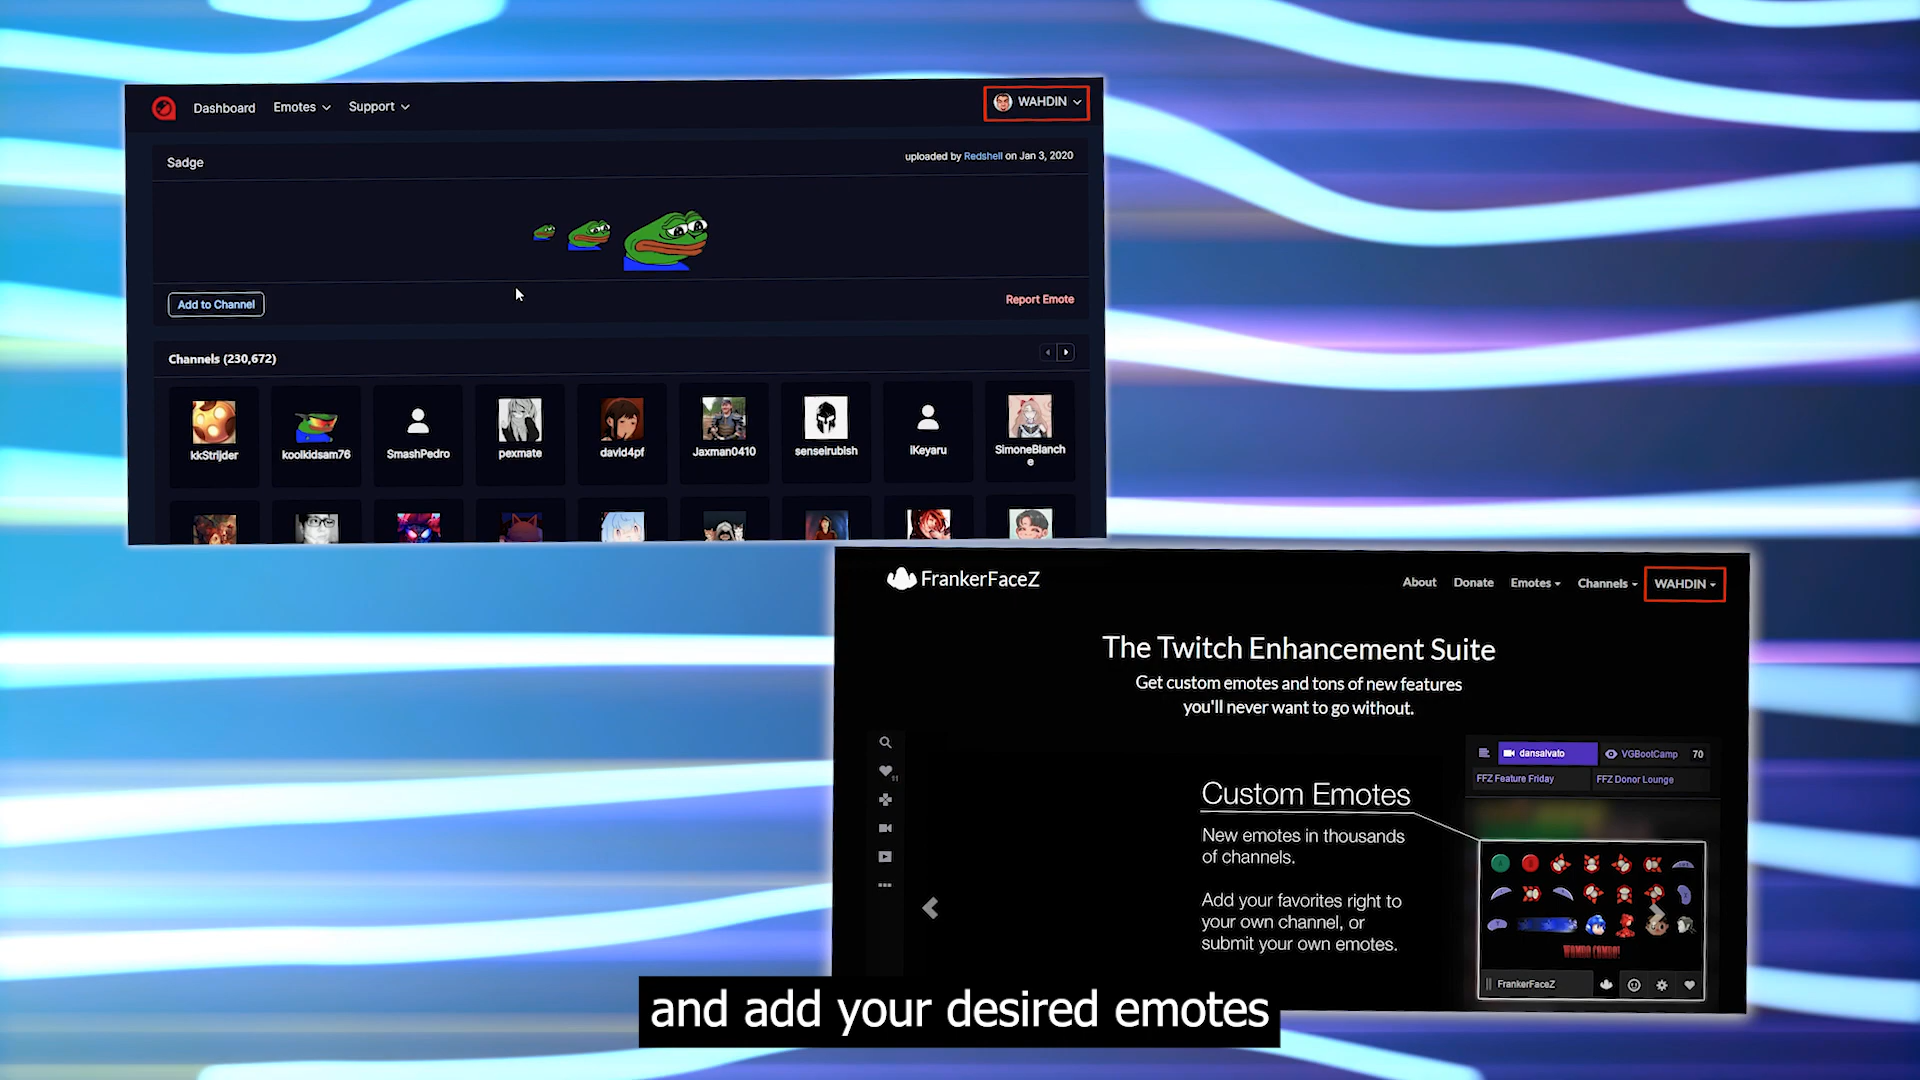 Dashboard
Emotes
Support
WAHDIN
Sadge
uploaded by Redshell on Jan 3, 2020
Add to Channel
Report Emote
Channels (230,672)
kkStrijder
koolkidsam76
SmashPedro
pexmate
david4pf
Jaxman0410
senseirubish
iKeyaru
SimoneBlanch
e
FrankerFaceZ
About
Donate
Emotes
Channels
WAHDIN
The Twitch Enhancement Suite
Get custom emotes and tons of new features
you'll never want to go without.
11
dansalvato
VGBootCamp
70
FFZ Feature Friday
FFZ Donor Lounge
Custom Emotes
New emotes in thousands
of channels.
Add your favorites right to
your own channel, or
submit your own emotes.
WOMBO COMBO!
FrankerFaceZ
and add your desired emotes